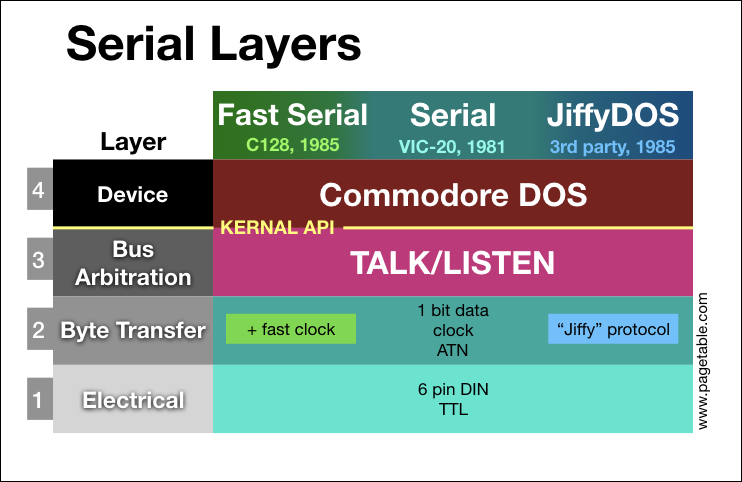 Serial Layers
Layer
Fast Serial
C128, 1985
Serial
VIC-20, 1981
JiffyDOS
3rd party, 1985
4
Device
Commodore DOS
KERNAL API
3
Bus
Arbitration
TALK/LISTEN
2
Byte Transfer
+ fast clock
1 bit data
clock
ATN
“Jiffy” protocol
1
Electrical
6 pin DIN
TTL
www.pagetable.com